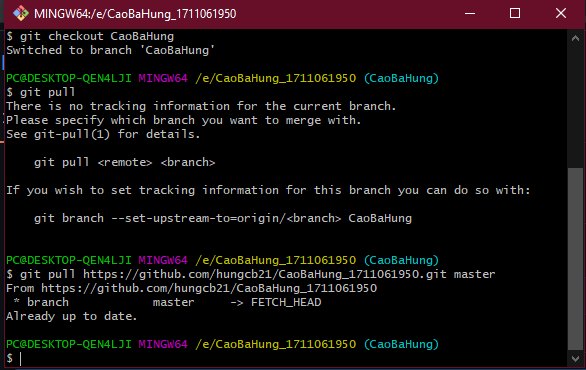 MINGW64:/e/CaoBaHung_1711061950
$ git checkout CaoBaHung
Switched to branch 'CaoBaHung'
PC@DESKTOP-QEN4LJI MINGW64 /e/CaoBaHung_1711061950 (CaoBaHung)
$ git pull
There is no tracking information for the current branch.
Please specify which branch you want to merge with.
See git-pull(1) for details.
git pull <remote> <branch>
If you wish to set tracking information for this branch you can do so with:
git branch --set-upstream-to=origin/<branch> CaoBaHung
PC@DESKTOP-QEN4LJI MINGW64 /e/CaoBaHung_1711061950 (CaoBaHung)
$ git pull https://github.com/hungcb21/CaoBaHung_1711061950.git master
From https://github.com/hungcb21/CaoBaHung_1711061950
* branch master -> FETCH_HEAD
Already up to date.
PC@DESKTOP-QEN4LJI MINGW64 /e/CaoBaHung_1711061950 (CaoBaHung)
$